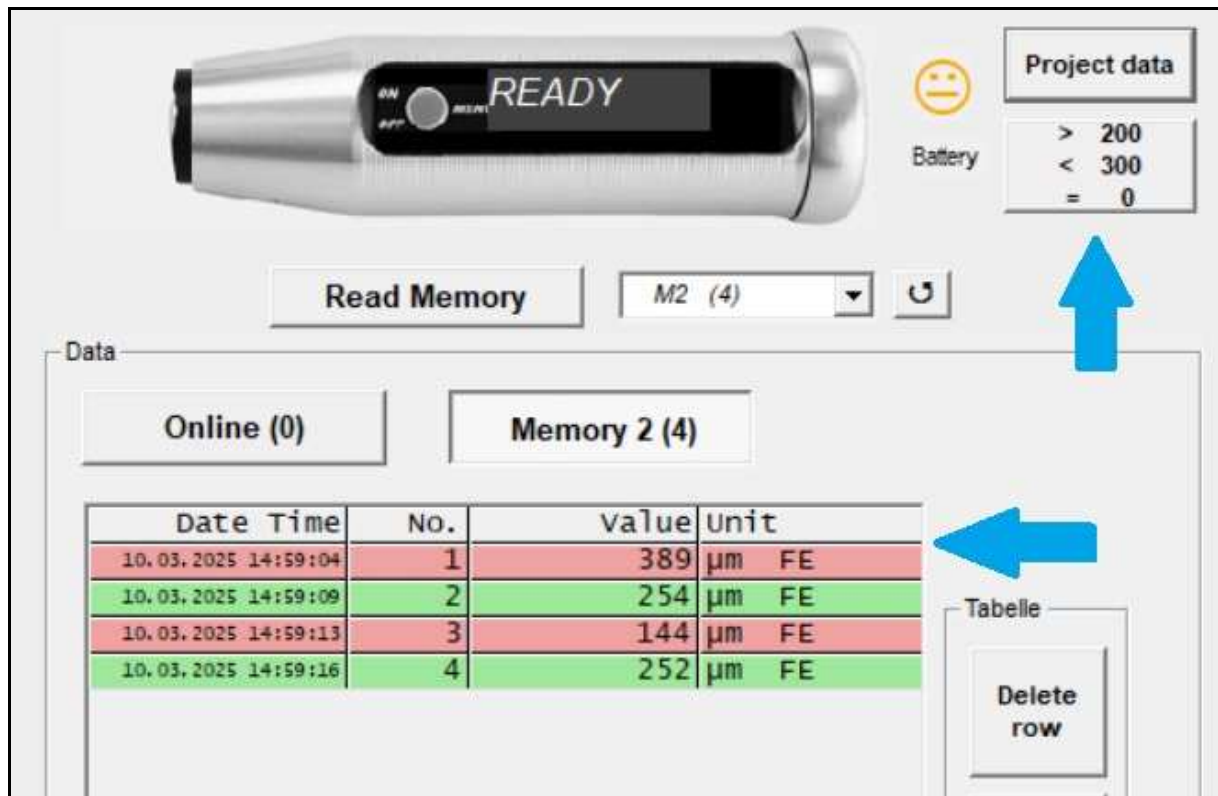 ON
OFF
READY
Battery
Project data
> 200
< 300
= 0
Read Memory
M2 (4)
Data
Online (0)
Memory 2 (4)
Date Time No. Value Unit
10.03.2025 14:59:04 1 389 µm FE
10.03.2025 14:59:09 2 254 µm FE
10.03.2025 14:59:13 3 144 µm FE
10.03.2025 14:59:16 4 252 µm FE
Tabelle
Delete
row